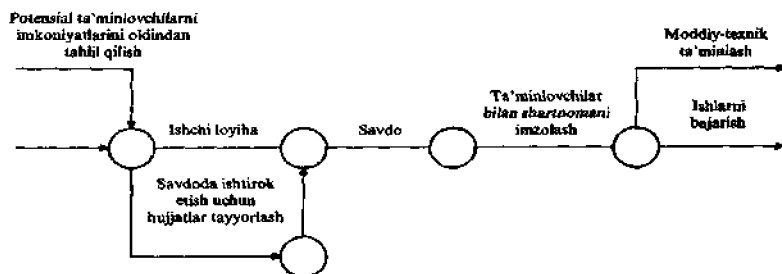 Potensial ta'minlovchilarni
imkoniyatlarini oldindan
tahlil qilish
Moddiy-texnik
ta'minlash
Ishchi loyiha
Savdo
Ta'minlovchilar
bilan shartnomani
imzolash
Ishlarni
bajarish
Savdoda ishtirok
etish uchun
hujjatlar tayyorlash